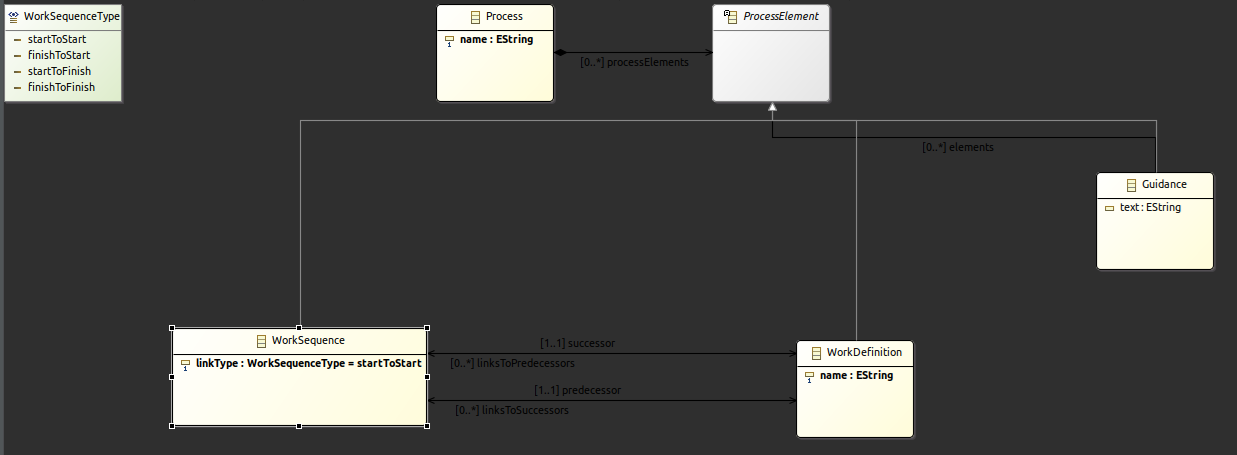 WorkSequenceType
startToStart
finishToStart
startToFinish
finishToFinish
Process
name : EString
[0..*] processElements
ProcessElement
[0..*] elements
Guidance
text : EString
WorkSequence
linkType : WorkSequenceType = startToStart
[1..1] successor
[0..*] linksToPredecessors
[1..1] predecessor
[0..*] linksToSuccessors
WorkDefinition
name : EString